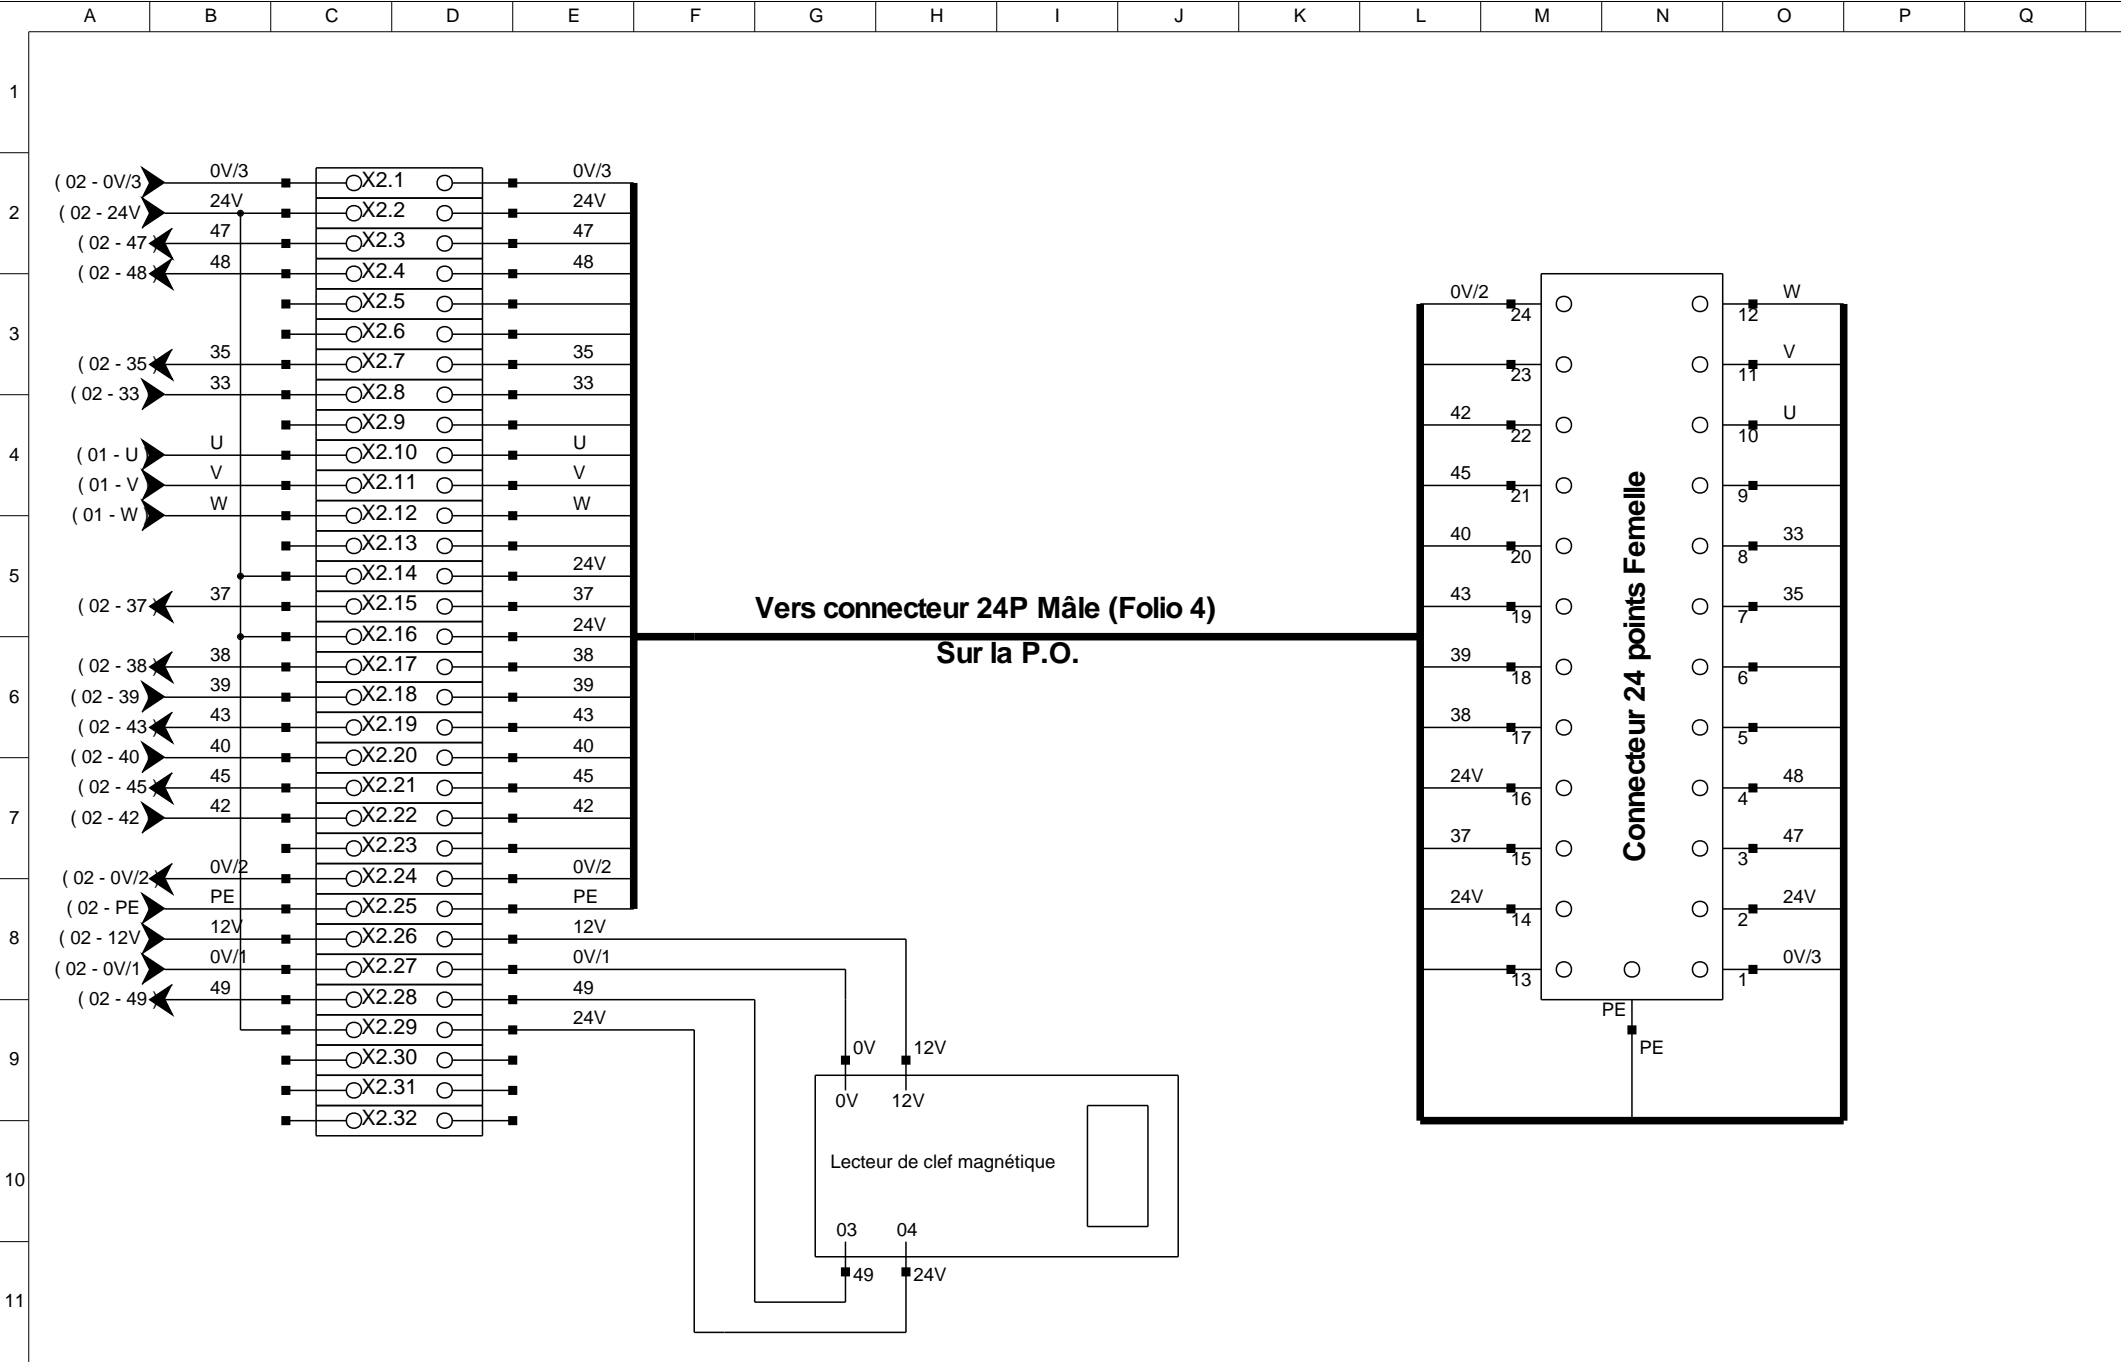 A B C D E F G H I J K L M N O P Q
1
2
3
4
5
6
7
8
9
10
11
( 02 - 0V/3 0V/3 X2.1 0V/3
( 02 - 24V 24V X2.2 24V
( 02 - 47 ) 47 X2.3 47
( 02 - 48 ) 48 X2.4 48
X2.5
X2.6
( 02 - 35 ) 35 X2.7 35
( 02 - 33 ) 33 X2.8 33
X2.9
( 01 - U ) U X2.10 U
( 01 - V ) V X2.11 V
( 01 - W ) W X2.12 W
X2.13
X2.14 24V
( 02 - 37 ) 37 X2.15 37
X2.16 24V
( 02 - 38 ) 38 X2.17 38
( 02 - 39 ) 39 X2.18 39
( 02 - 43 ) 43 X2.19 43
( 02 - 40 ) 40 X2.20 40
( 02 - 45 ) 45 X2.21 45
( 02 - 42 ) 42 X2.22 42
X2.23
( 02 - 0V/2 0V/2 X2.24 0V/2
( 02 - PE PE X2.25 PE
( 02 - 12V 12V X2.26 12V
( 02 - 0V/1 0V/1 X2.27 0V/1
( 02 - 49 ) 49 X2.28 49
X2.29 24V
X2.30
X2.31
X2.32
Vers connecteur 24P Mâle (Folio 4)
Sur la P.O.
0V 12V
0V 12V
Lecteur de clef magnétique
03 04
49 24V
Connecteur 24 points Femelle
0V/2 24 12 W
23 11 V
42 22 10 U
45 21 9
40 20 8 33
43 19 7 35
39 18 6
38 17 5
24V 16 4 48
37 15 3 47
24V 14 2 24V
13 1 0V/3
PE
PE